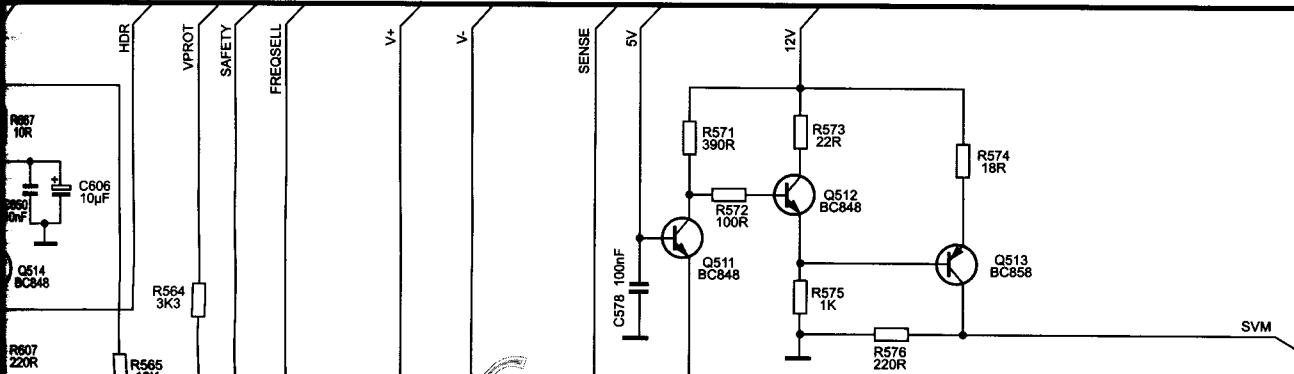 HDR
VPROT
SAFETY
FREQSELL
V+
V-
SENSE
5V
12V
R667
10R
C606
10µF
+
Q514
BC848
R564
3K3
R607
220R
R565
R571
390R
R573
22R
R574
18R
R572
100R
Q512
BC848
Q511
BC848
C578 100nF
Q513
BC858
R575
1K
R576
220R
SVM